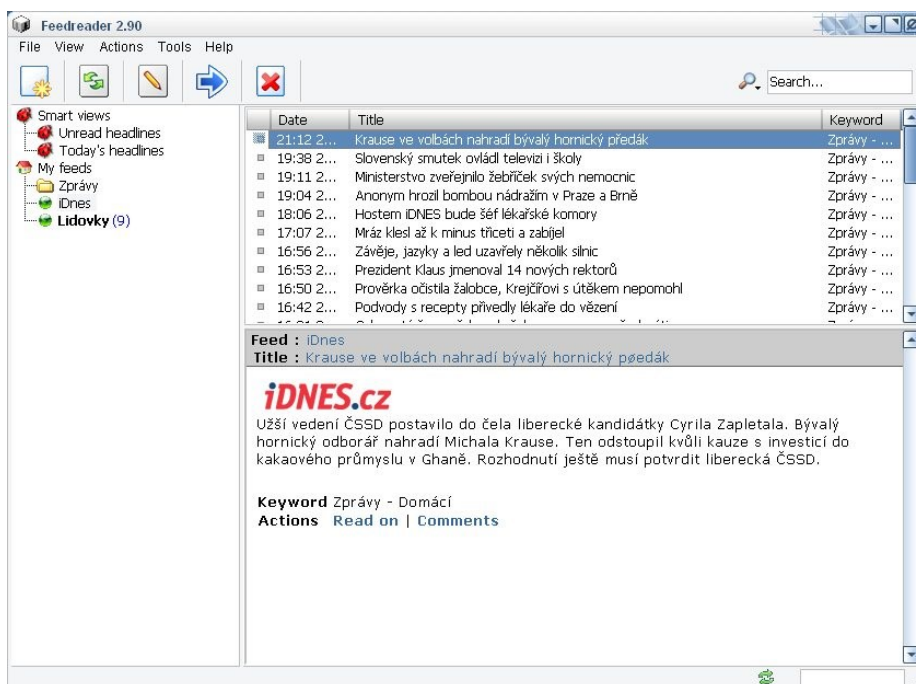 Feedreader 2.90
File View Actions Tools Help
Search...
Smart views
Unread headlines
Today's headlines
My feeds
Zprávy
iDnes
Lidovky (9)
Date Title Keyword
21:12 2... Krause ve volbách nahradí bývalý hornický předák Zprávy - ...
19:38 2... Slovenský smutek ovládl televizi i školy Zprávy - ...
19:11 2... Ministerstvo zveřejnilo žebříček svých nemocnic Zprávy - ...
19:04 2... Anonym hrozil bombou nádražím v Praze a Brně Zprávy - ...
18:06 2... Hostem iDNES bude šéf lékařské komory Zprávy - ...
17:07 2... Mráz klesl až k minus třiceti a zabíjel Zprávy - ...
16:56 2... Závěje, jazyky a led uzavřely několik silnic Zprávy - ...
16:53 2... Prezident Klaus jmenoval 14 nových rektorů Zprávy - ...
16:50 2... Prověrka očistila žalobce, Krejčířovi s útěkem nepomohl Zprávy - ...
16:42 2... Podvody s recepty přivedly lékaře do vězení Zprávy - ...
Feed : iDnes
Title : Krause ve volbách nahradí bývalý hornický pøedák
iDNES.cz
Užší vedení ČSSD postavilo do čela liberecké kandidátky Cyrila Zapletala. Bývalý
hornický odborář nahradí Michala Krause. Ten odstoupil kvůli kauze s investicí do
kakaového průmyslu v Ghaně. Rozhodnutí ještě musí potvrdit liberecká ČSSD.
Keyword Zprávy - Domácí
Actions Read on | Comments